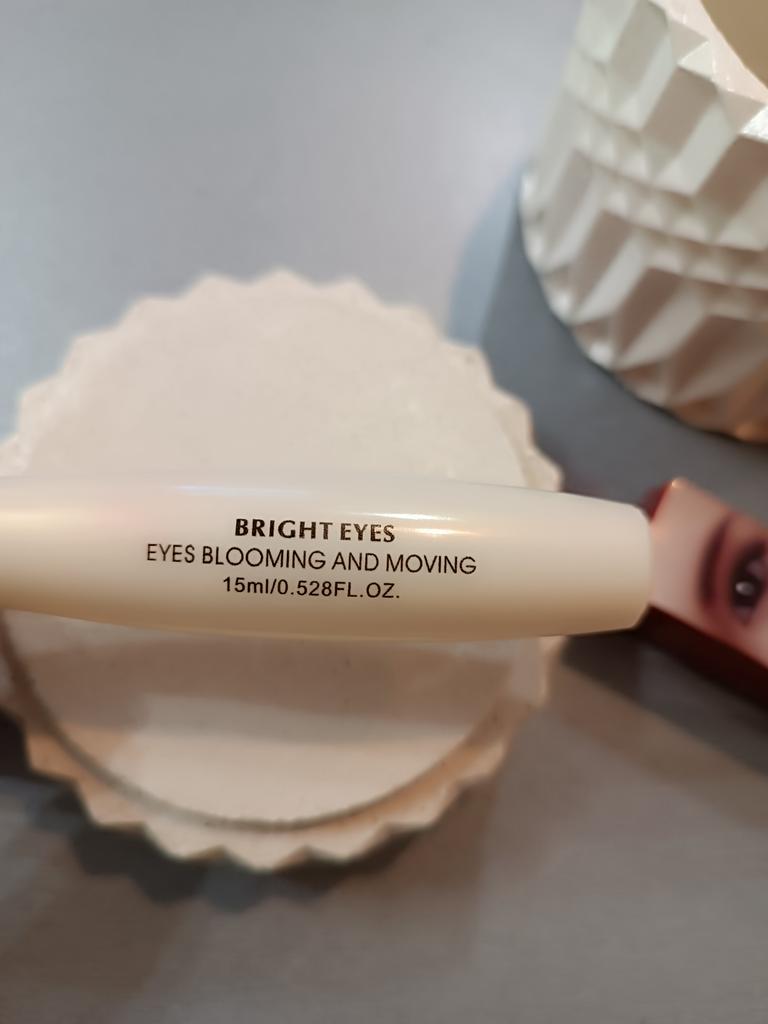 BRIGHT EYES
EYES BLOOMING AND MOVING
15ml/0.528FL.OZ.